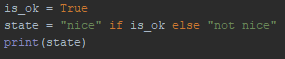 is_ok = True
state = "nice" if is_ok else "not nice"
print(state)